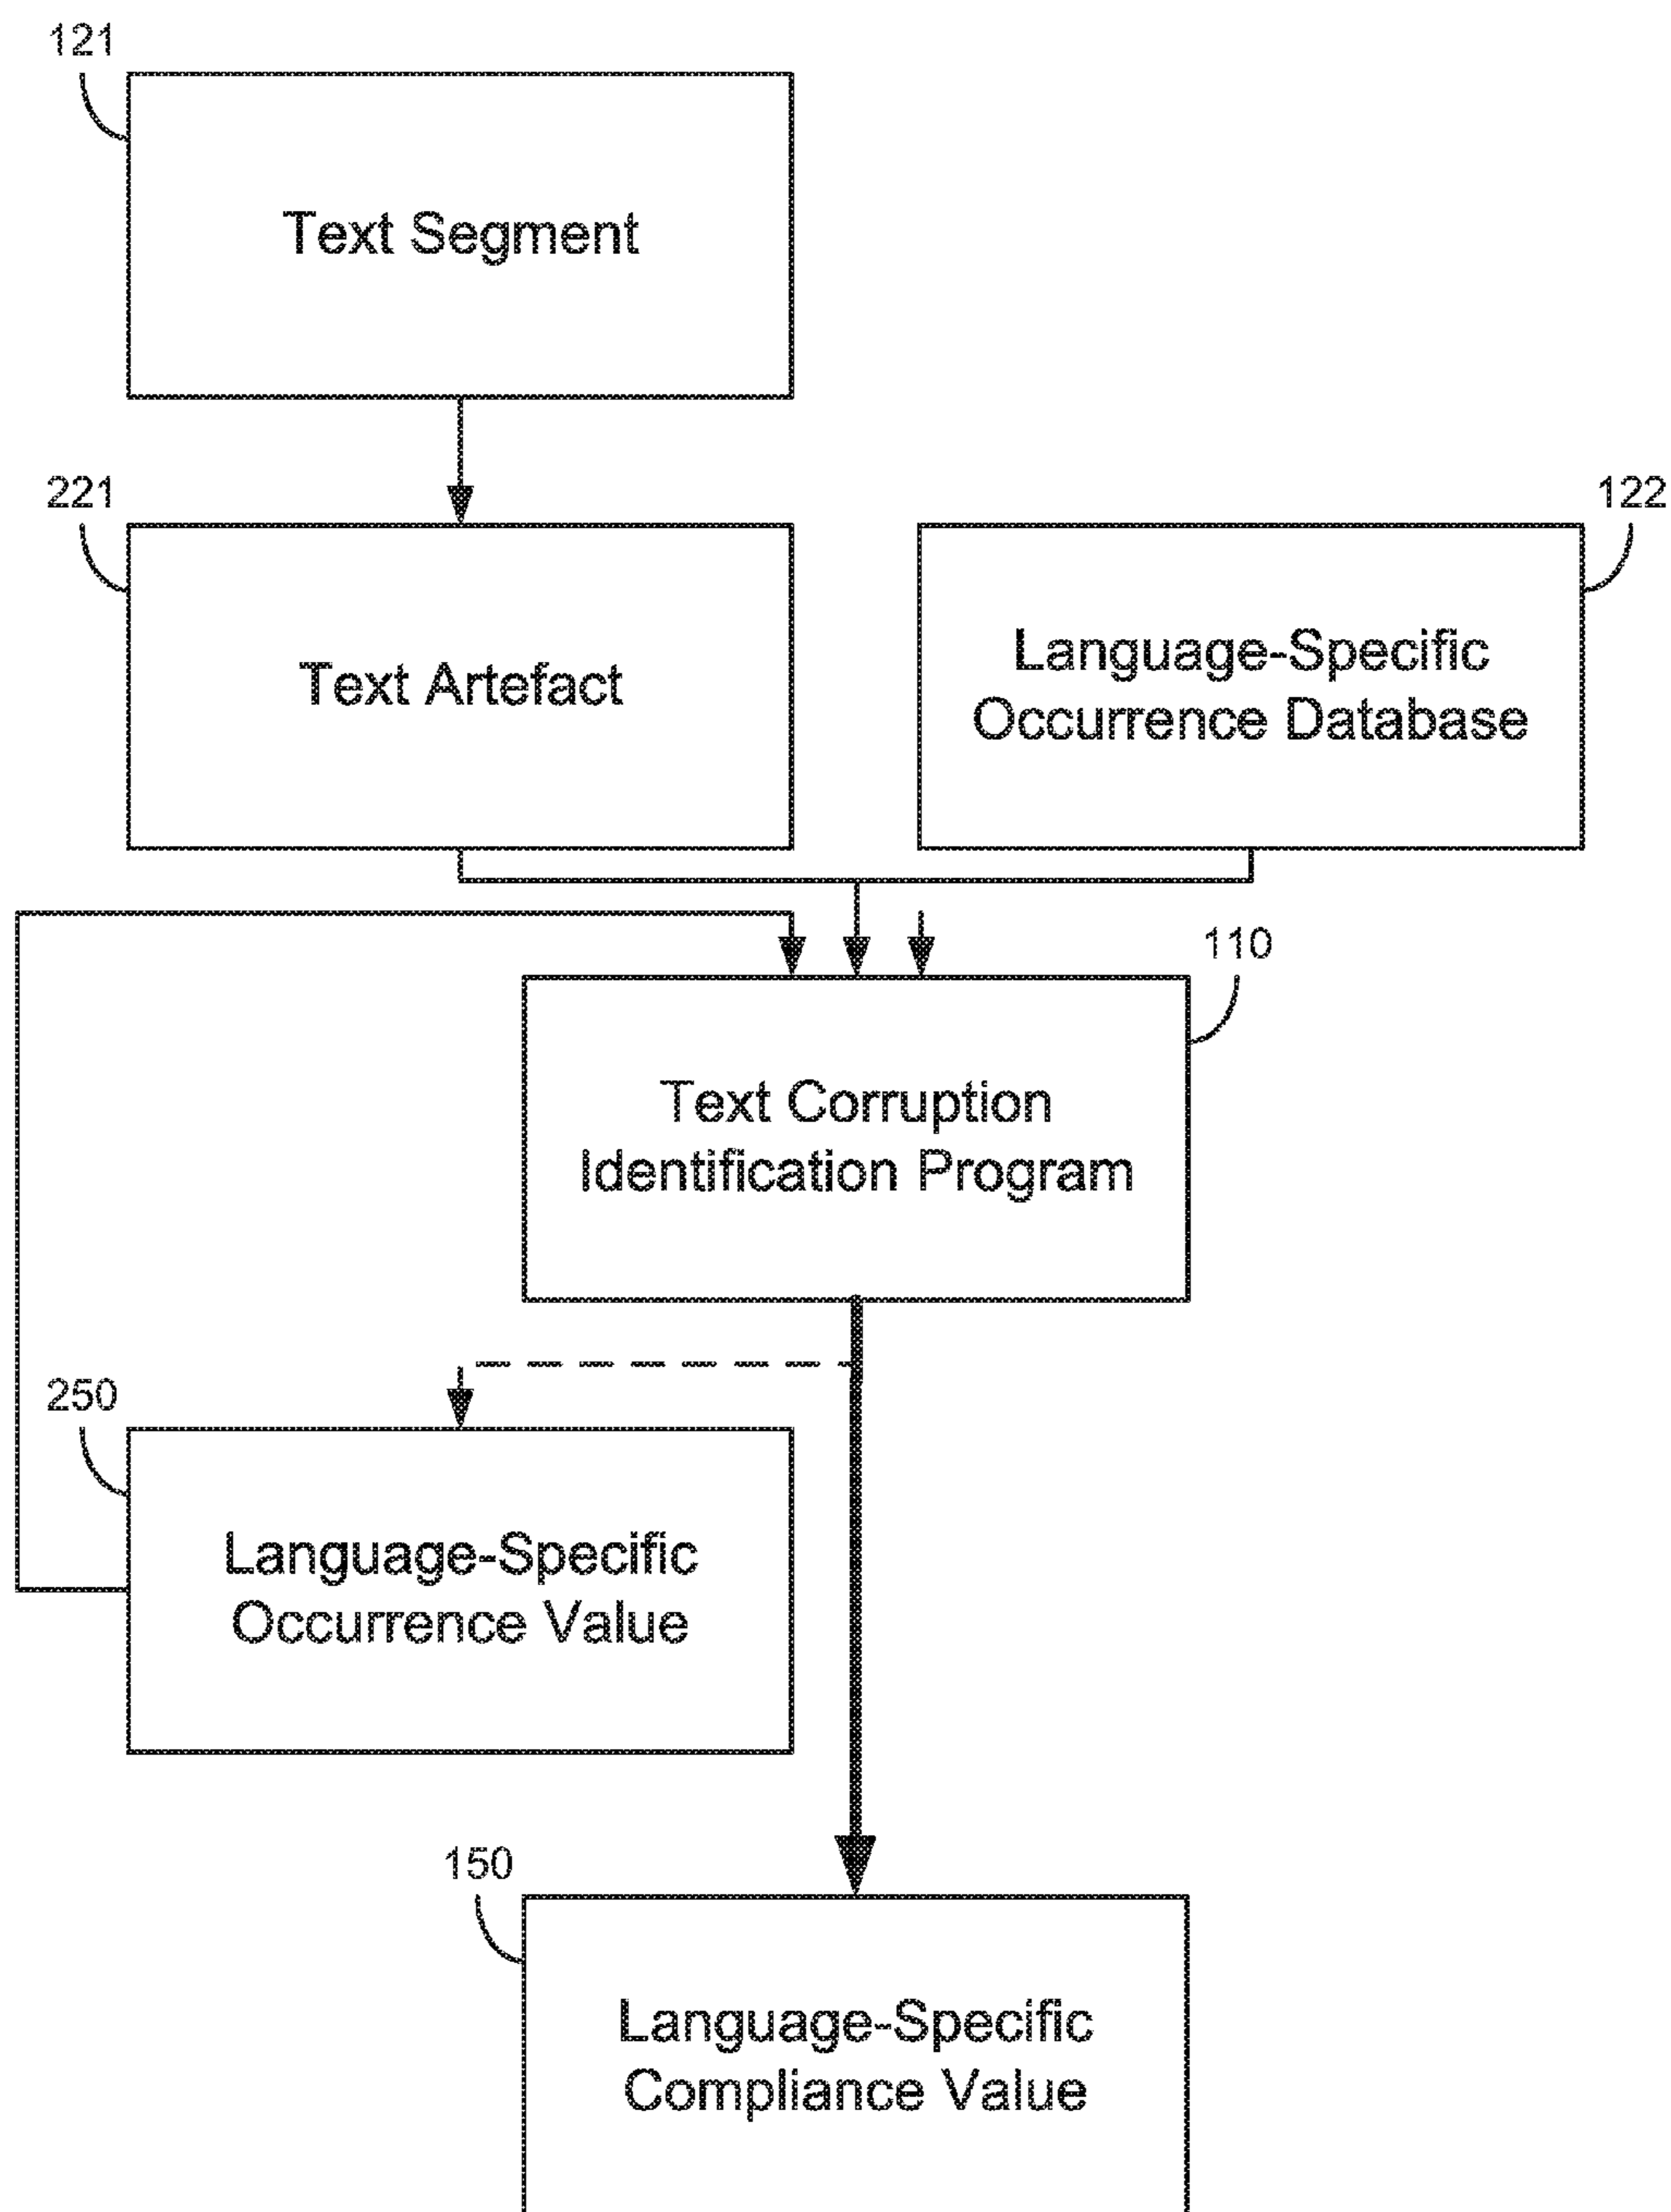 121
Text Segment
221
Text Artefact
122
Language-Specific
Occurrence Database
110
Text Corruption
Identification Program
250
Language-Specific
Occurrence Value
150
Language-Specific
Compliance Value